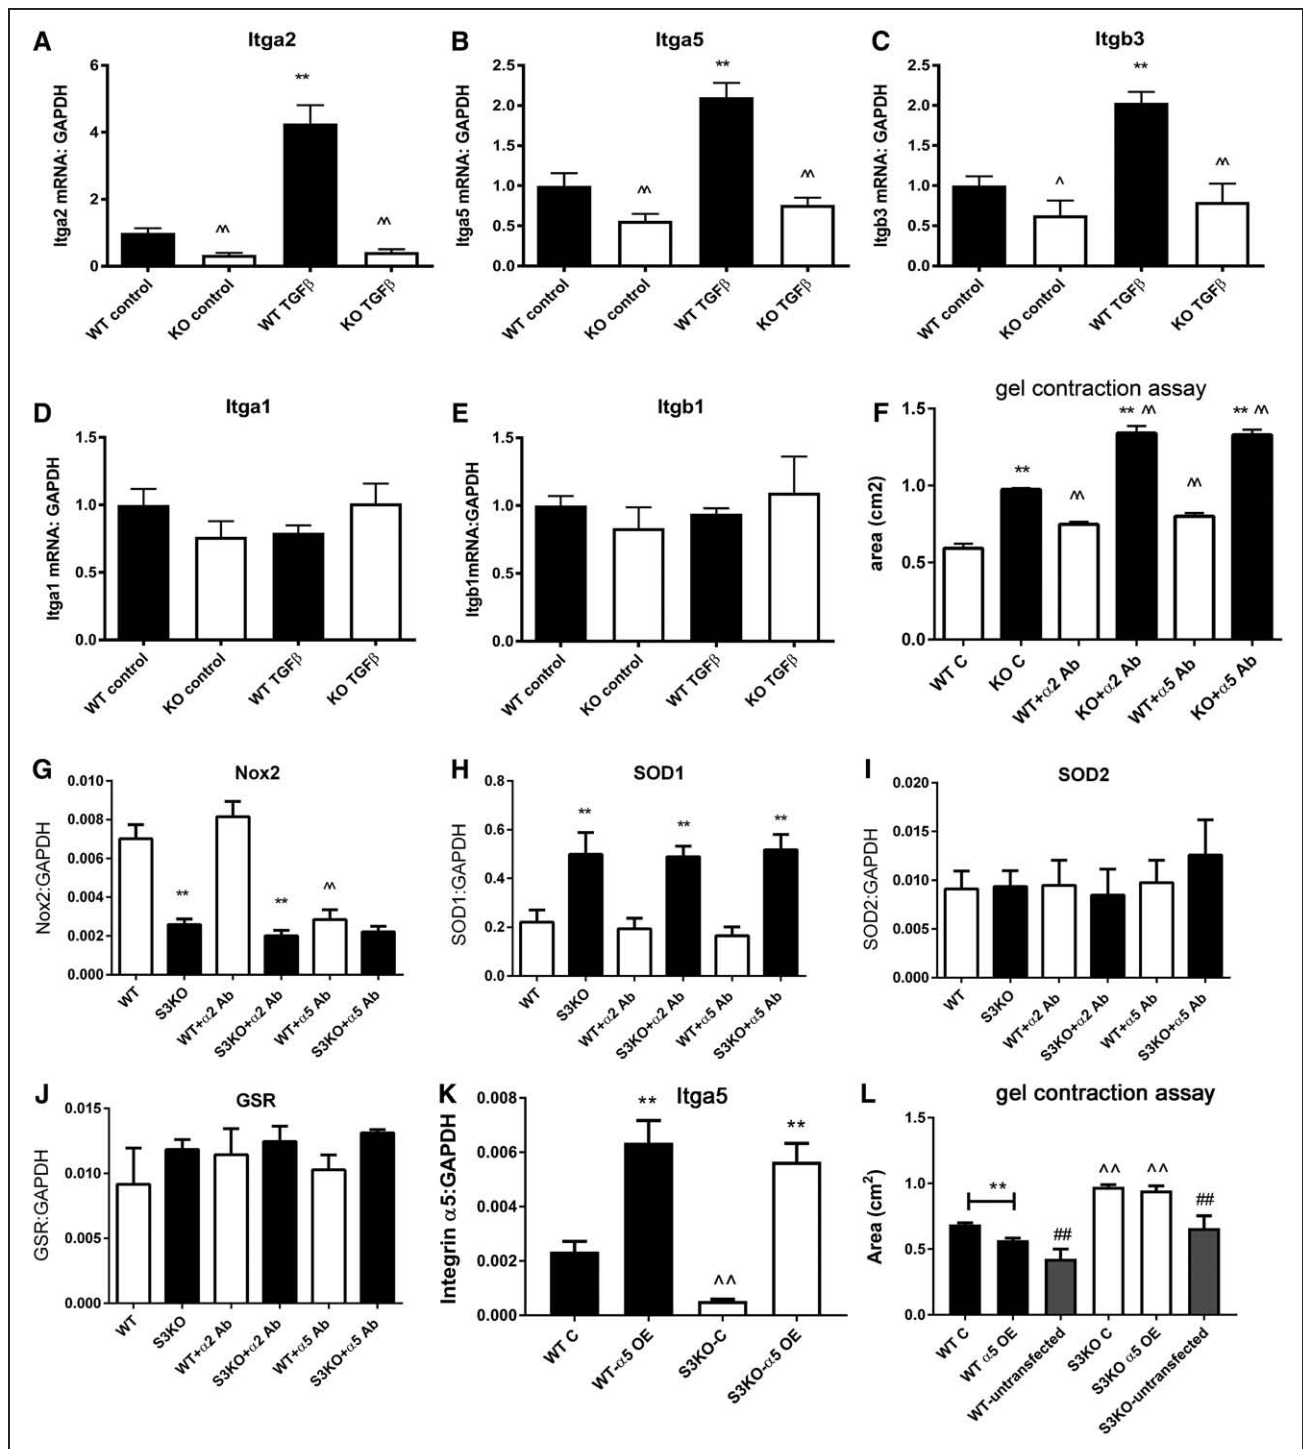 A
Itga2
Itga2 mRNA: GAPDH
6
4
2
0
**
^^
^^
WT control
KO control
WT TGFβ
KO TGFβ
B
Itga5
Itga5 mRNA: GAPDH
2.5
2.0
1.5
1.0
0.5
0.0
**
^^
^^
WT control
KO control
WT TGFβ
KO TGFβ
C
Itgb3
Itgb3 mRNA: GAPDH
2.5
2.0
1.5
1.0
0.5
0.0
**
^
^^
WT control
KO control
WT TGFβ
KO TGFβ
D
Itga1
Itga1 mRNA: GAPDH
1.5
1.0
0.5
0.0
WT control
KO control
WT TGFβ
KO TGFβ
E
Itgb1
Itgb1mRNA:GAPDH
1.5
1.0
0.5
0.0
WT control
KO control
WT TGFβ
KO TGFβ
F
gel contraction assay
area (cm2)
1.5
1.0
0.5
0.0
**
^^
** ^^
^^
** ^^
WT C
KO C
WT+α2 Ab
KO+α2 Ab
WT+α5 Ab
KO+α5 Ab
G
Nox2
Nox2:GAPDH
0.010
0.008
0.006
0.004
0.002
0.000
**
**
^^
WT
S3KO
WT+α2 Ab
S3KO+α2 Ab
WT+α5 Ab
S3KO+α5 Ab
H
SOD1
SOD1:GAPDH
0.8
0.6
0.4
0.2
0.0
**
**
**
WT
S3KO
WT+α2 Ab
S3KO+α2 Ab
WT+α5 Ab
S3KO+α5 Ab
I
SOD2
SOD2:GAPDH
0.020
0.015
0.010
0.005
0.000
WT
S3KO
WT+α2 Ab
S3KO+α2 Ab
WT+α5 Ab
S3KO+α5 Ab
J
GSR
GSR:GAPDH
0.015
0.010
0.005
0.000
WT
S3KO
WT+α2 Ab
S3KO+α2 Ab
WT+α5 Ab
S3KO+α5 Ab
K
Itga5
Integrin α5:GAPDH
0.008
0.006
0.004
0.002
0.000
**
^^
**
WT C
WT-α5 OE
S3KO-C
S3KO-α5 OE
L
gel contraction assay
Area (cm²)
1.5
1.0
0.5
0.0
**
##
^^
^^
##
WT C
WT α5 OE
WT-untransfected
S3KO C
S3KO α5 OE
S3KO-untransfected